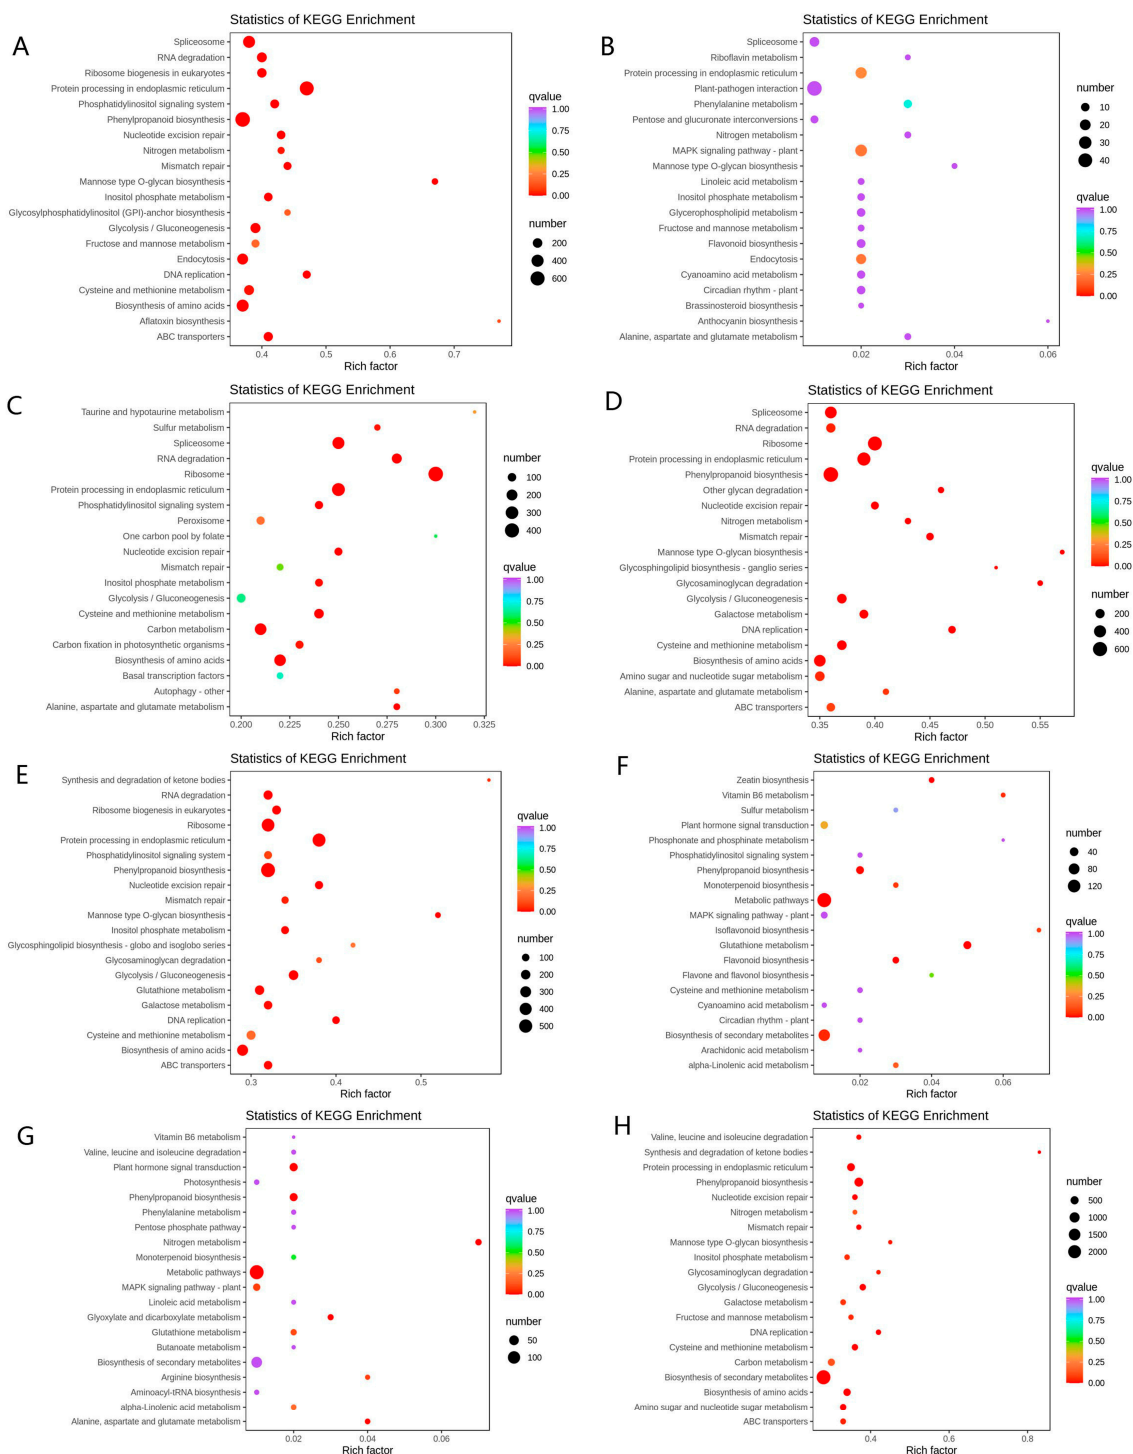 A
Statistics of KEGG Enrichment
Spliceosome
RNA degradation
Ribosome biogenesis in eukaryotes
Protein processing in endoplasmic reticulum
Phosphatidylinositol signaling system
Phenylpropanoid biosynthesis
Nucleotide excision repair
Nitrogen metabolism
Mismatch repair
Mannose type O-glycan biosynthesis
Inositol phosphate metabolism
Glycosylphosphatidylinositol (GPI)-anchor biosynthesis
Glycolysis / Gluconeogenesis
Fructose and mannose metabolism
Endocytosis
DNA replication
Cysteine and methionine metabolism
Biosynthesis of amino acids
Aflatoxin biosynthesis
ABC transporters
0.4 0.5 0.6 0.7
Rich factor
qvalue
1.00
0.75
0.50
0.25
0.00
number
200
400
600
B
Statistics of KEGG Enrichment
Spliceosome
Riboflavin metabolism
Protein processing in endoplasmic reticulum
Plant-pathogen interaction
Phenylalanine metabolism
Pentose and glucuronate interconversions
Nitrogen metabolism
MAPK signaling pathway - plant
Mannose type O-glycan biosynthesis
Linoleic acid metabolism
Inositol phosphate metabolism
Glycerophospholipid metabolism
Fructose and mannose metabolism
Flavonoid biosynthesis
Endocytosis
Cyanoamino acid metabolism
Circadian rhythm - plant
Brassinosteroid biosynthesis
Anthocyanin biosynthesis
Alanine, aspartate and glutamate metabolism
0.02 0.04 0.06
Rich factor
number
10
20
30
40
qvalue
1.00
0.75
0.50
0.25
0.00
C
Statistics of KEGG Enrichment
Taurine and hypotaurine metabolism
Sulfur metabolism
Spliceosome
RNA degradation
Ribosome
Protein processing in endoplasmic reticulum
Phosphatidylinositol signaling system
Peroxisome
One carbon pool by folate
Nucleotide excision repair
Mismatch repair
Inositol phosphate metabolism
Glycolysis / Gluconeogenesis
Cysteine and methionine metabolism
Carbon metabolism
Carbon fixation in photosynthetic organisms
Biosynthesis of amino acids
Basal transcription factors
Autophagy - other
Alanine, aspartate and glutamate metabolism
0.200 0.225 0.250 0.275 0.300 0.325
Rich factor
number
100
200
300
400
qvalue
1.00
0.75
0.50
0.25
0.00
D
Statistics of KEGG Enrichment
Spliceosome
RNA degradation
Ribosome
Protein processing in endoplasmic reticulum
Phenylpropanoid biosynthesis
Other glycan degradation
Nucleotide excision repair
Nitrogen metabolism
Mismatch repair
Mannose type O-glycan biosynthesis
Glycosphingolipid biosynthesis - ganglio series
Glycosaminoglycan degradation
Glycolysis / Gluconeogenesis
Galactose metabolism
DNA replication
Cysteine and methionine metabolism
Biosynthesis of amino acids
Amino sugar and nucleotide sugar metabolism
Alanine, aspartate and glutamate metabolism
ABC transporters
0.35 0.40 0.45 0.50 0.55
Rich factor
qvalue
1.00
0.75
0.50
0.25
0.00
number
200
400
600
E
Statistics of KEGG Enrichment
Synthesis and degradation of ketone bodies
RNA degradation
Ribosome biogenesis in eukaryotes
Ribosome
Protein processing in endoplasmic reticulum
Phosphatidylinositol signaling system
Phenylpropanoid biosynthesis
Nucleotide excision repair
Mismatch repair
Mannose type O-glycan biosynthesis
Inositol phosphate metabolism
Glycosphingolipid biosynthesis - globo and isoglobo series
Glycosaminoglycan degradation
Glycolysis / Gluconeogenesis
Glutathione metabolism
Galactose metabolism
DNA replication
Cysteine and methionine metabolism
Biosynthesis of amino acids
ABC transporters
0.3 0.4 0.5
Rich factor
qvalue
1.00
0.75
0.50
0.25
0.00
number
100
200
300
400
500
F
Statistics of KEGG Enrichment
Zeatin biosynthesis
Vitamin B6 metabolism
Sulfur metabolism
Plant hormone signal transduction
Phosphonate and phosphinate metabolism
Phosphatidylinositol signaling system
Phenylpropanoid biosynthesis
Monoterpenoid biosynthesis
Metabolic pathways
MAPK signaling pathway - plant
Isoflavonoid biosynthesis
Glutathione metabolism
Flavonoid biosynthesis
Flavone and flavonol biosynthesis
Cysteine and methionine metabolism
Cyanoamino acid metabolism
Circadian rhythm - plant
Biosynthesis of secondary metabolites
Arachidonic acid metabolism
alpha-Linolenic acid metabolism
0.02 0.04 0.06
Rich factor
number
40
80
120
qvalue
1.00
0.75
0.50
0.25
0.00
G
Statistics of KEGG Enrichment
Vitamin B6 metabolism
Valine, leucine and isoleucine degradation
Plant hormone signal transduction
Photosynthesis
Phenylpropanoid biosynthesis
Phenylalanine metabolism
Pentose phosphate pathway
Nitrogen metabolism
Monoterpenoid biosynthesis
Metabolic pathways
MAPK signaling pathway - plant
Linoleic acid metabolism
Glyoxylate and dicarboxylate metabolism
Glutathione metabolism
Butanoate metabolism
Biosynthesis of secondary metabolites
Arginine biosynthesis
Aminoacyl-tRNA biosynthesis
alpha-Linolenic acid metabolism
Alanine, aspartate and glutamate metabolism
0.02 0.04 0.06
Rich factor
qvalue
1.00
0.75
0.50
0.25
0.00
number
50
100
H
Statistics of KEGG Enrichment
Valine, leucine and isoleucine degradation
Synthesis and degradation of ketone bodies
Protein processing in endoplasmic reticulum
Phenylpropanoid biosynthesis
Nucleotide excision repair
Nitrogen metabolism
Mismatch repair
Mannose type O-glycan biosynthesis
Inositol phosphate metabolism
Glycosaminoglycan degradation
Glycolysis / Gluconeogenesis
Galactose metabolism
Fructose and mannose metabolism
DNA replication
Cysteine and methionine metabolism
Carbon metabolism
Biosynthesis of secondary metabolites
Biosynthesis of amino acids
Amino sugar and nucleotide sugar metabolism
ABC transporters
0.4 0.6 0.8
Rich factor
number
500
1000
1500
2000
qvalue
1.00
0.75
0.50
0.25
0.00